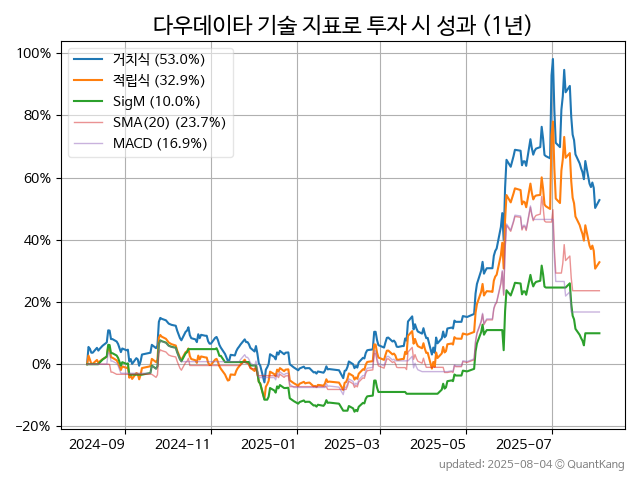 다우데이타 기술 지표로 투자 시 성과 (1년)
100%
80%
60%
40%
20%
0%
−20%
거치식 (53.0%)
적립식 (32.9%)
SigM (10.0%)
SMA(20) (23.7%)
MACD (16.9%)
2024-09
2024-11
2025-01
2025-03
2025-05
2025-07
updated: 2025-08-04 © QuantKang